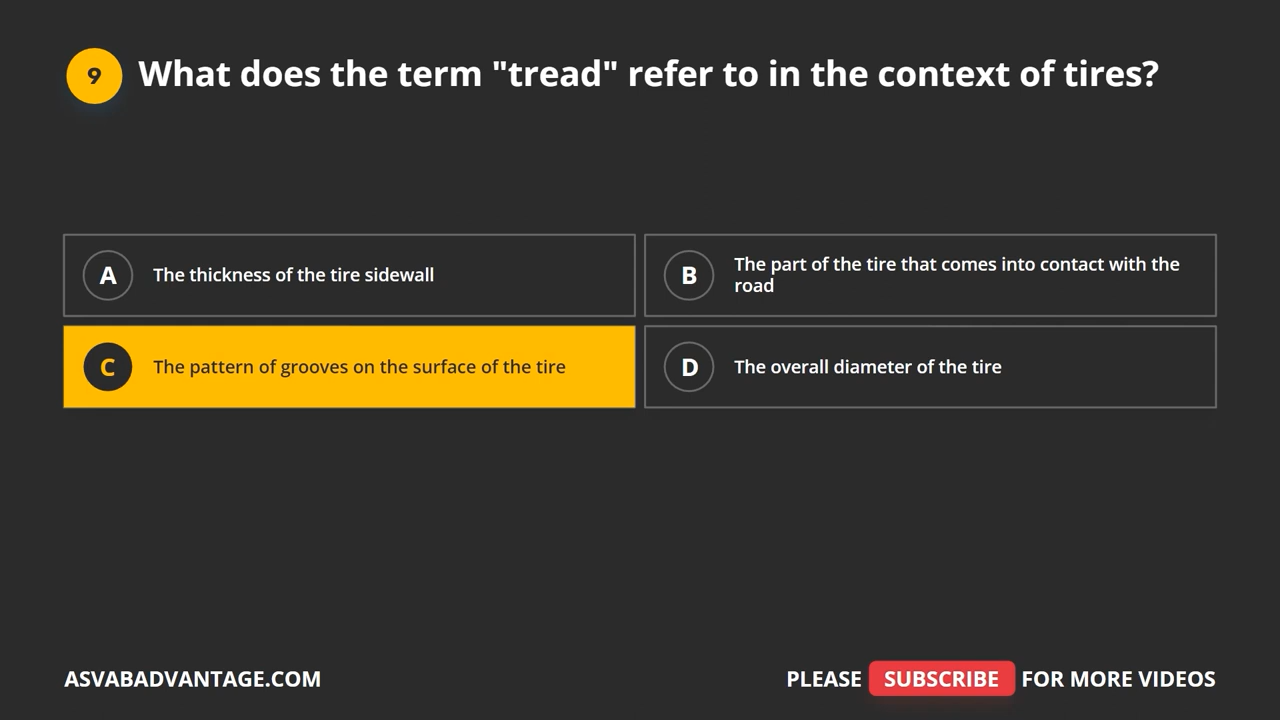 9 What does the term "tread" refer to in the context of tires?
A The thickness of the tire sidewall
B The part of the tire that comes into contact with the
road
C The pattern of grooves on the surface of the tire
D The overall diameter of the tire
ASVABADVANTAGE.COM
PLEASE SUBSCRIBE FOR MORE VIDEOS